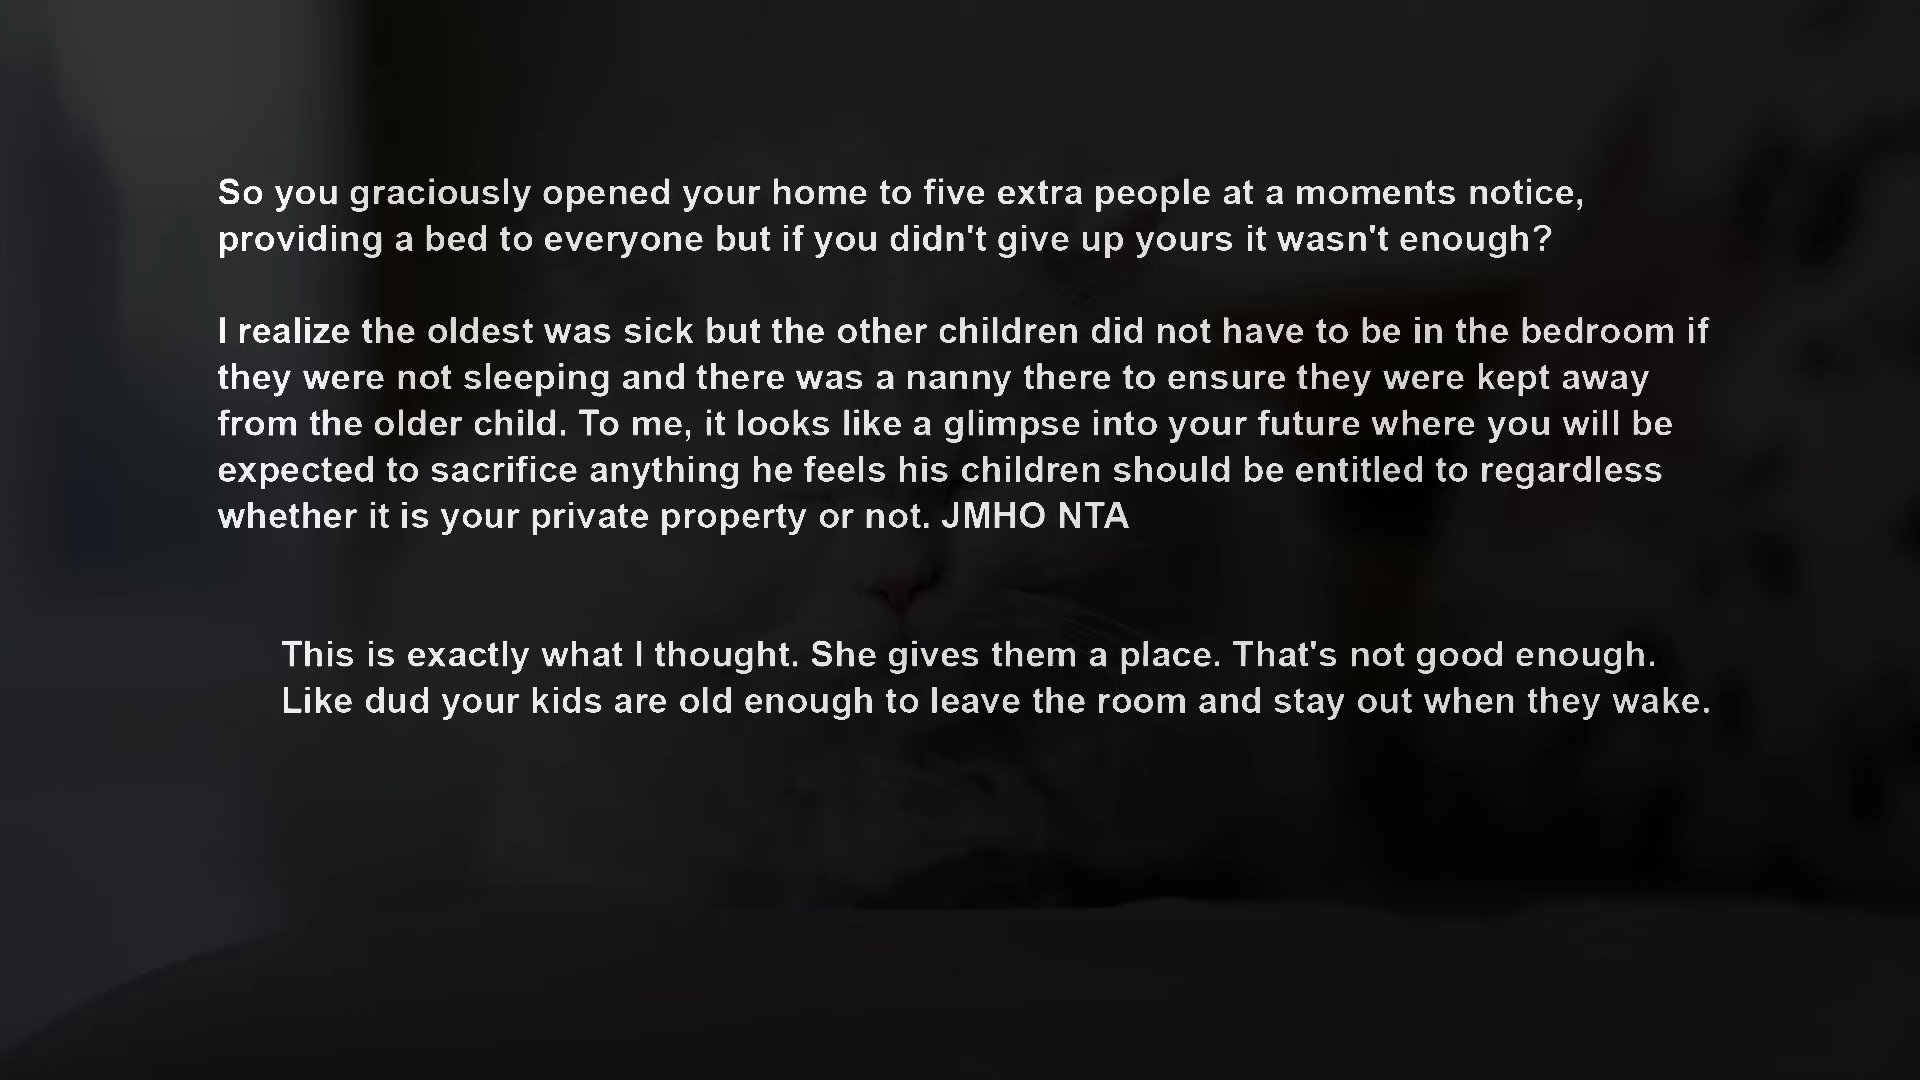 So you graciously opened your home to five extra people at a moments notice,
providing a bed to everyone but if you didn't give up yours it wasn't enough?
I realize the oldest was sick but the other children did not have to be in the bedroom if
they were not sleeping and there was a nanny there to ensure they were kept away
from the older child. To me, it looks like a glimpse into your future where you will be
expected to sacrifice anything he feels his children should be entitled to regardless
whether it is your private property or not. JMHO NTA
This is exactly what I thought. She gives them a place. That's not good enough.
Like dud your kids are old enough to leave the room and stay out when they wake.